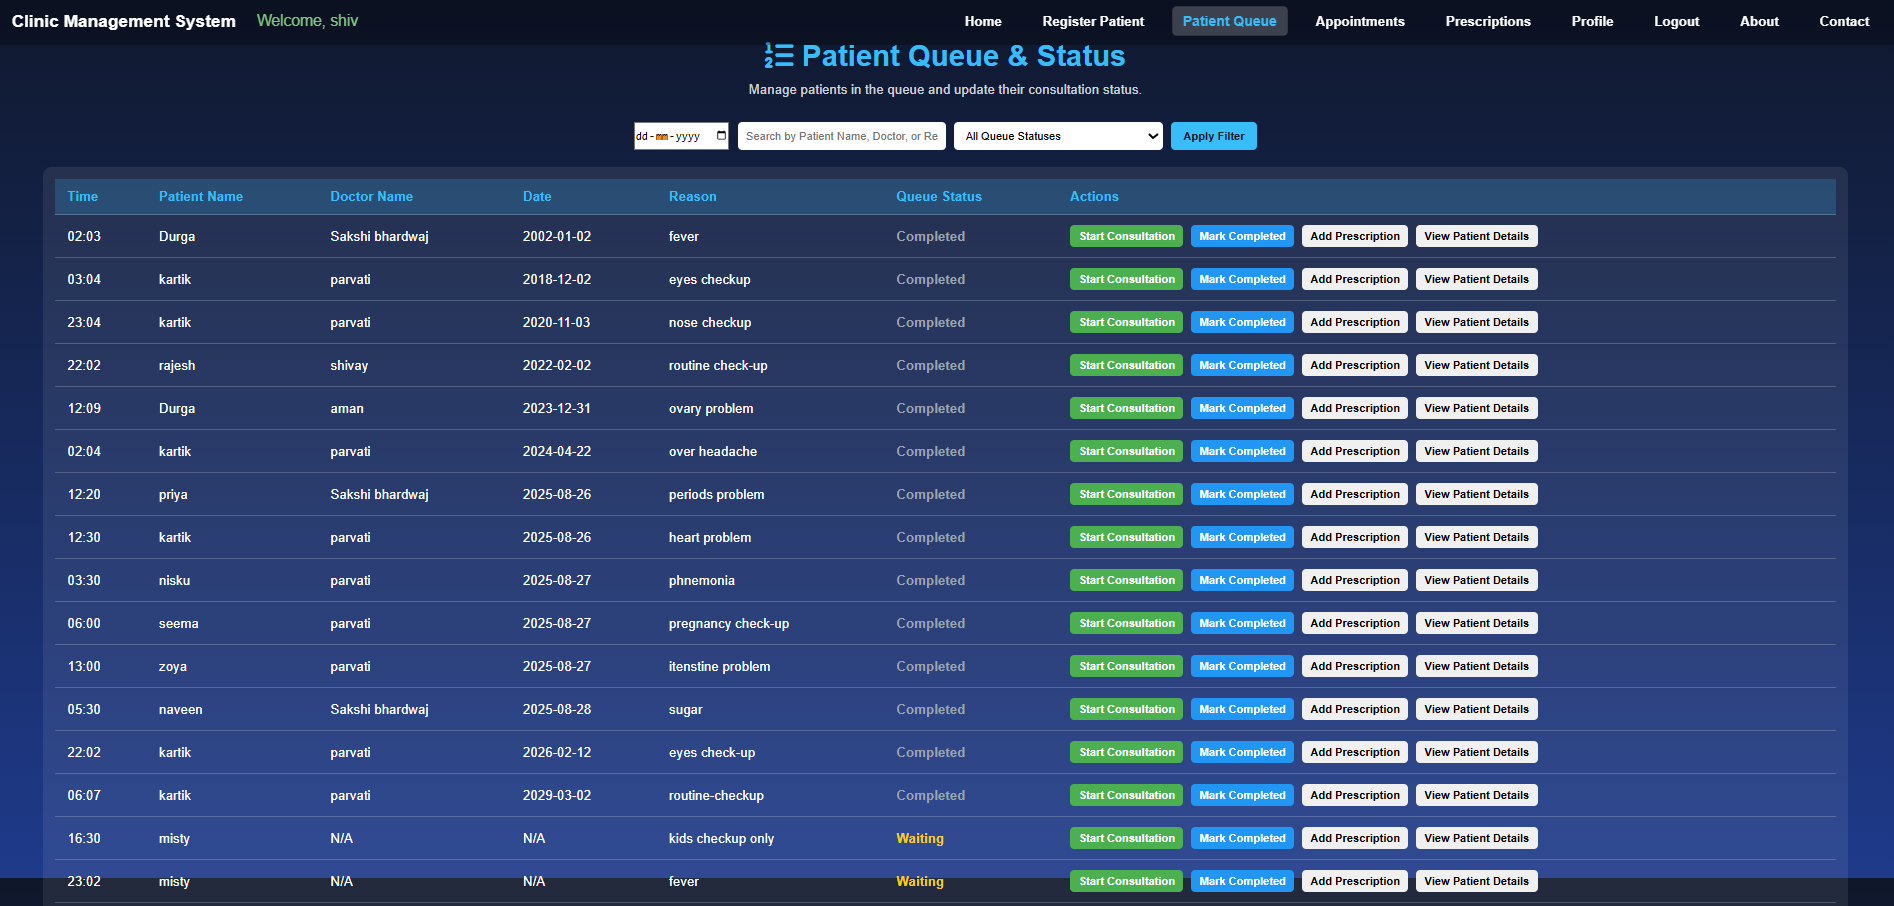 Clinic Management System Welcome, shiv Home Register Patient Patient Queue Appointments Prescriptions Profile Logout About Contact
Patient Queue & Status
Manage patients in the queue and update their consultation status.
dd-mm-yyyy Search by Patient Name, Doctor, or Re All Queue Statuses Apply Filter
Time Patient Name Doctor Name Date Reason Queue Status Actions
02:03 Durga Sakshi bhardwaj 2002-01-02 fever Completed Start Consultation Mark Completed Add Prescription View Patient Details
03:04 kartik parvati 2018-12-02 eyes checkup Completed Start Consultation Mark Completed Add Prescription View Patient Details
23:04 kartik parvati 2020-11-03 nose checkup Completed Start Consultation Mark Completed Add Prescription View Patient Details
22:02 rajesh shivay 2022-02-02 routine check-up Completed Start Consultation Mark Completed Add Prescription View Patient Details
12:09 Durga aman 2023-12-31 ovary problem Completed Start Consultation Mark Completed Add Prescription View Patient Details
02:04 kartik parvati 2024-04-22 over headache Completed Start Consultation Mark Completed Add Prescription View Patient Details
12:20 priya Sakshi bhardwaj 2025-08-26 periods problem Completed Start Consultation Mark Completed Add Prescription View Patient Details
12:30 kartik parvati 2025-08-26 heart problem Completed Start Consultation Mark Completed Add Prescription View Patient Details
03:30 nisku parvati 2025-08-27 phnemonia Completed Start Consultation Mark Completed Add Prescription View Patient Details
06:00 seema parvati 2025-08-27 pregnancy check-up Completed Start Consultation Mark Completed Add Prescription View Patient Details
13:00 zoya parvati 2025-08-27 itenstine problem Completed Start Consultation Mark Completed Add Prescription View Patient Details
05:30 naveen Sakshi bhardwaj 2025-08-28 sugar Completed Start Consultation Mark Completed Add Prescription View Patient Details
22:02 kartik parvati 2026-02-12 eyes check-up Completed Start Consultation Mark Completed Add Prescription View Patient Details
06:07 kartik parvati 2029-03-02 routine-checkup Completed Start Consultation Mark Completed Add Prescription View Patient Details
16:30 misty N/A N/A kids checkup only Waiting Start Consultation Mark Completed Add Prescription View Patient Details
23:02 misty N/A N/A fever Waiting Start Consultation Mark Completed Add Prescription View Patient Details